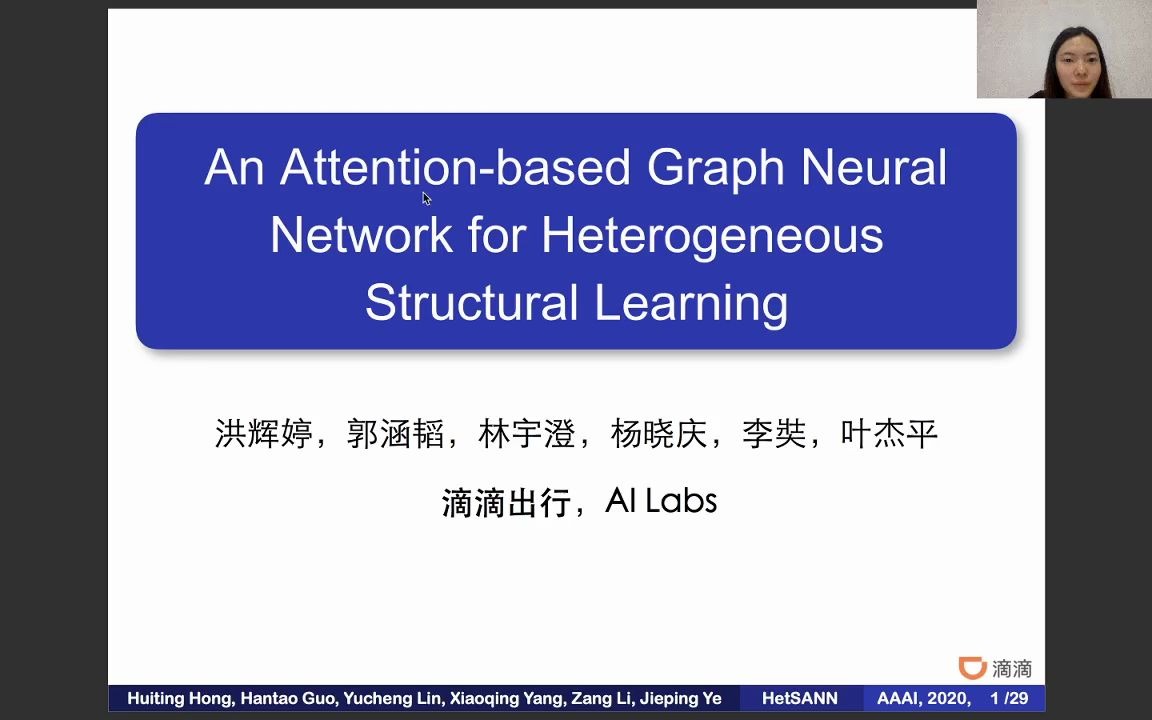 An Attention-based Graph Neural
Network for Heterogeneous
Structural Learning
洪辉婷，郭涵韬，林宇澄，杨晓庆，李奘，叶杰平
滴滴出行，AI Labs
滴滴
Huiting Hong, Hantao Guo, Yucheng Lin, Xiaoqing Yang, Zang Li, Jieping Ye HetSANN AAAI, 2020, 1 /29